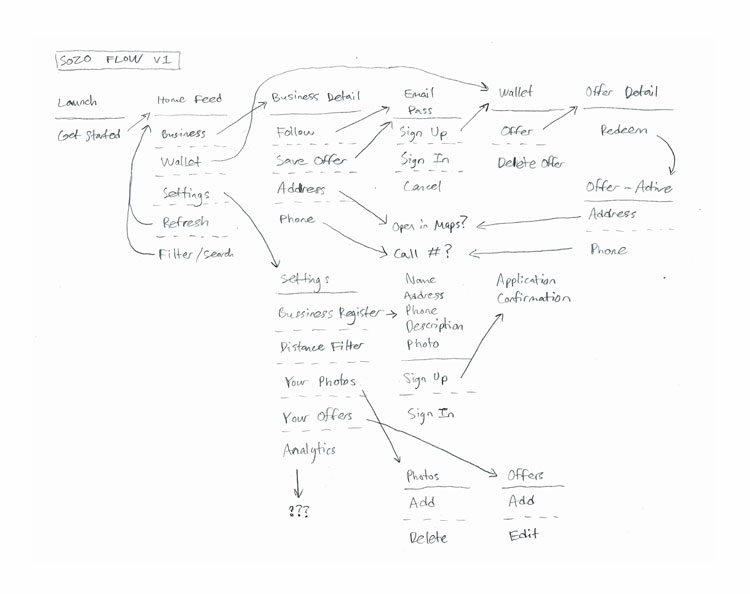 SOZO FLOW V1
Launch
Get Started
Home Feed
Business
Wallet
Settings
Refresh
Filter/Search
Business Detail
Follow
Save Offer
Address
Phone
Email
Pass
Sign Up
Sign In
Cancel
Wallet
Offer
Delete Offer
Offer Detail
Redeem
Offer - Active
Address
Phone
Open in Maps?
Call #?
Settings
Bussiness Register
Distance Filter
Your Photos
Your Offers
Analytics
???
Name
Address
Phone
Description
Photo
Sign Up
Sign In
Application
Confirmation
Photos
Add
Delete
Offers
Add
Edit